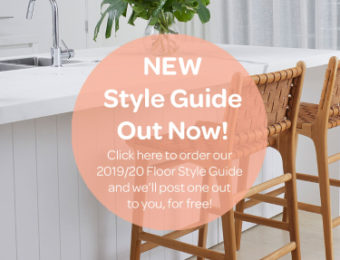 NEW
Style Guide
Out Now!
Click here to order our
2019/20 Floor Style Guide
and we'll post one out
to you, for free!